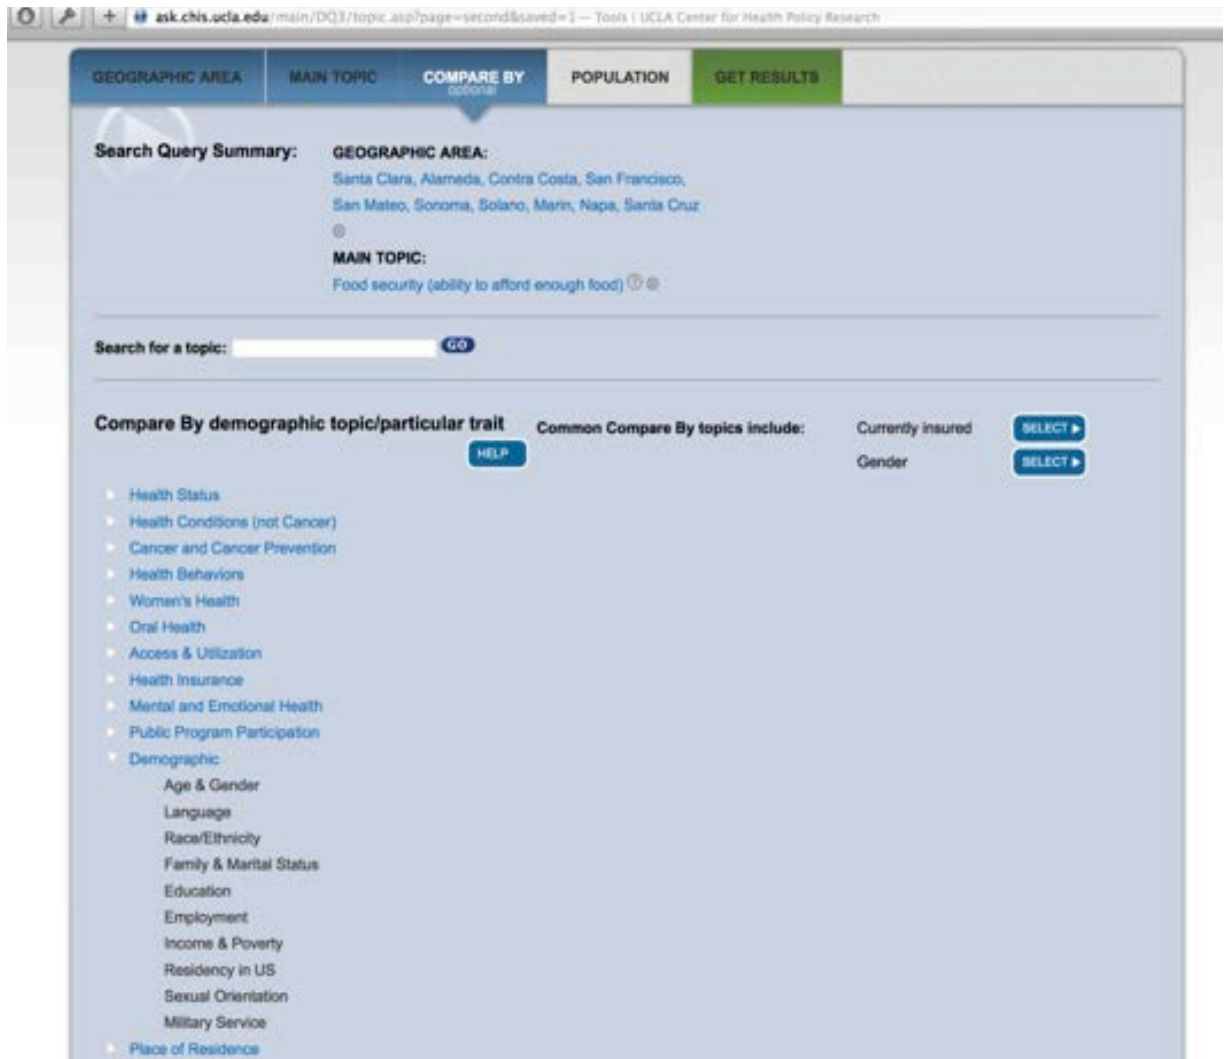 ask.chis.ucla.edu/main/DQ3/topic.asp?page=second&saved=1 — Tools | UCLA Center for Health Policy Research
GEOGRAPHIC AREA MAIN TOPIC COMPARE BY POPULATION GET RESULTS
optional
Search Query Summary: GEOGRAPHIC AREA:
Santa Clara, Alameda, Contra Costa, San Francisco,
San Mateo, Sonoma, Solano, Marin, Napa, Santa Cruz
MAIN TOPIC:
Food security (ability to afford enough food)
Search for a topic: GO
Compare By demographic topic/particular trait Common Compare By topics include: Currently insured SELECT
HELP Gender SELECT
Health Status
Health Conditions (not Cancer)
Cancer and Cancer Prevention
Health Behaviors
Women's Health
Oral Health
Access & Utilization
Health Insurance
Mental and Emotional Health
Public Program Participation
Demographic
Age & Gender
Language
Race/Ethnicity
Family & Marital Status
Education
Employment
Income & Poverty
Residency in US
Sexual Orientation
Military Service
Place of Residence